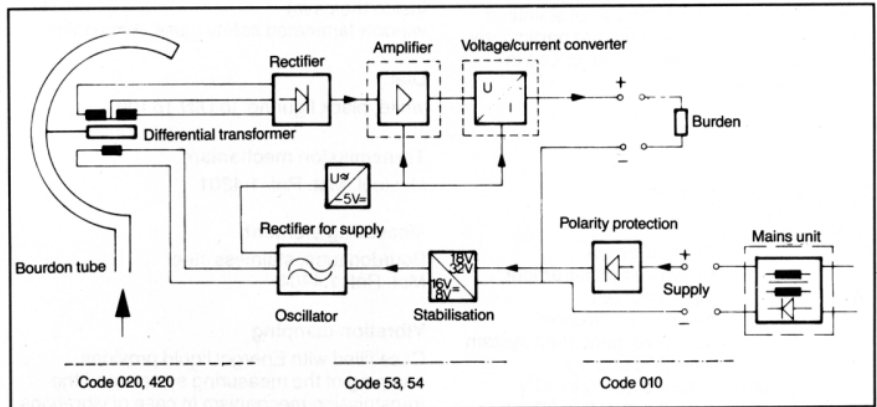 Rectifier
Amplifier
Voltage/current converter
U
I
+
Burden
−
Differential transformer
U≂
−5V=
Rectifier for supply
Polarity protection
Mains unit
+
Bourdon tube
18V
32V
16V
8V=
Supply
−
Oscillator
Stabilisation
Code 020, 420
Code 53, 54
Code 010